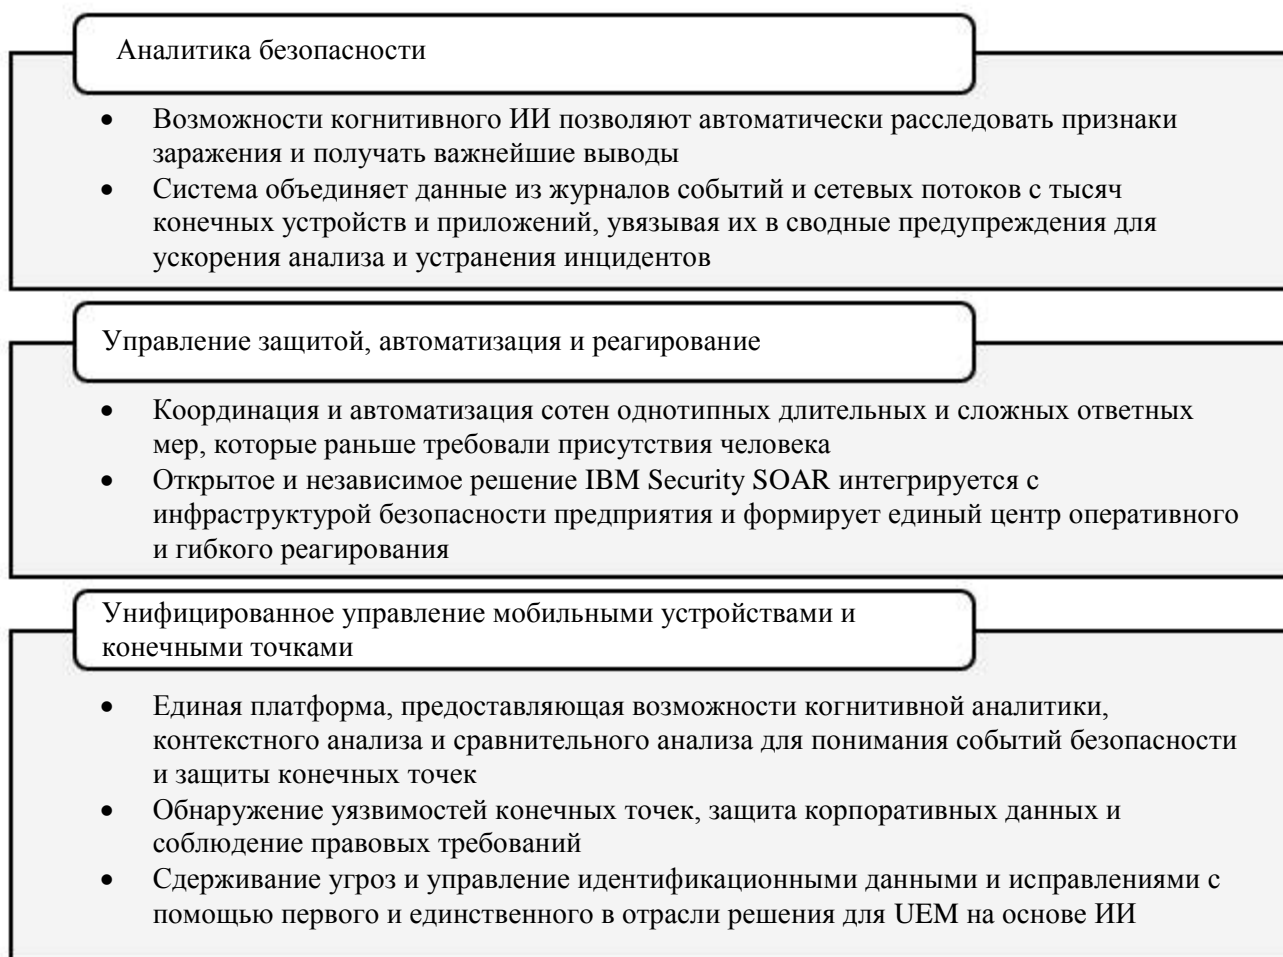 Аналитика безопасности
• Возможности когнитивного ИИ позволяют автоматически расследовать признаки
заражения и получать важнейшие выводы
• Система объединяет данные из журналов событий и сетевых потоков с тысяч
конечных устройств и приложений, увязывая их в сводные предупреждения для
ускорения анализа и устранения инцидентов
Управление защитой, автоматизация и реагирование
• Координация и автоматизация сотен однотипных длительных и сложных ответных
мер, которые раньше требовали присутствия человека
• Открытое и независимое решение IBM Security SOAR интегрируется с
инфраструктурой безопасности предприятия и формирует единый центр оперативного
и гибкого реагирования
Унифицированное управление мобильными устройствами и
конечными точками
• Единая платформа, предоставляющая возможности когнитивной аналитики,
контекстного анализа и сравнительного анализа для понимания событий безопасности
и защиты конечных точек
• Обнаружение уязвимостей конечных точек, защита корпоративных данных и
соблюдение правовых требований
• Сдерживание угроз и управление идентификационными данными и исправлениями с
помощью первого и единственного в отрасли решения для UEM на основе ИИ